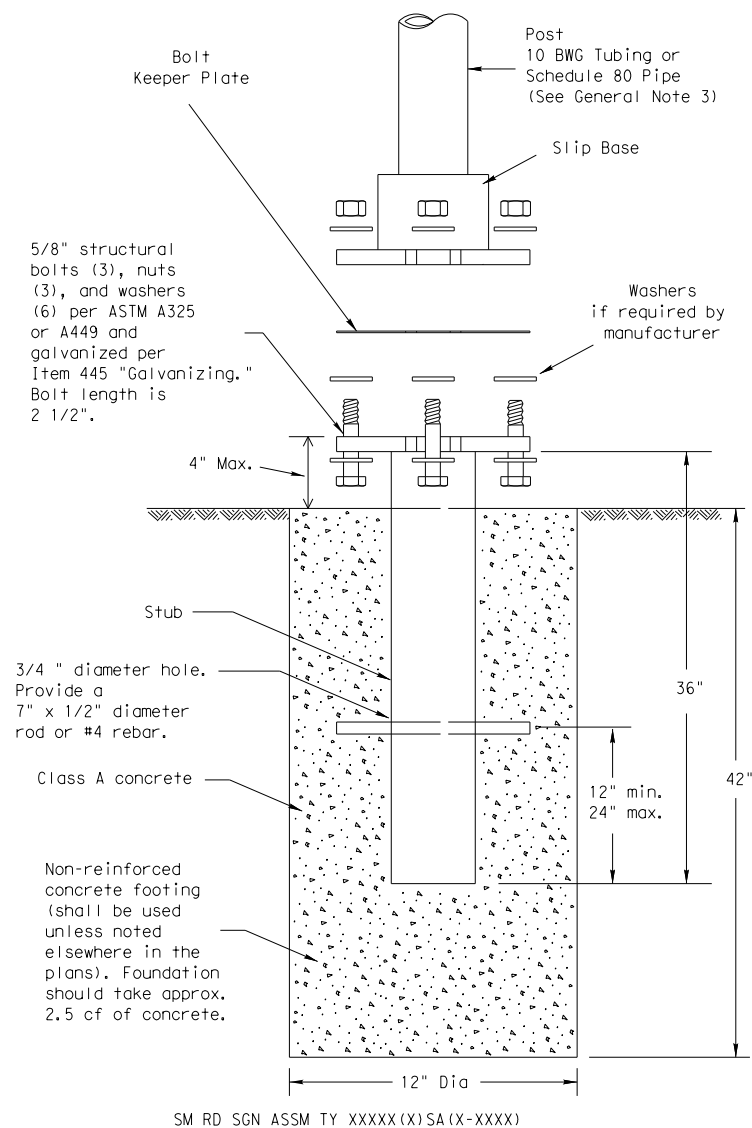 Bolt
Keeper Plate
Post
10 BWG Tubing or
Schedule 80 Pipe
(See General Note 3)
Slip Base
5/8" structural
bolts (3), nuts
(3), and washers
(6) per ASTM A325
or A449 and
galvanized per
Item 445 "Galvanizing."
Bolt length is
2 1/2".
Washers
if required by
manufacturer
4" Max.
Stub
3/4 " diameter hole.
Provide a
7" x 1/2" diameter
rod or #4 rebar.
36"
Class A concrete
12" min.
24" max.
42"
Non-reinforced
concrete footing
(shall be used
unless noted
elsewhere in the
plans). Foundation
should take approx.
2.5 cf of concrete.
12" Dia
SM RD SGN ASSM TY XXXXX(X)SA(X-XXXX)